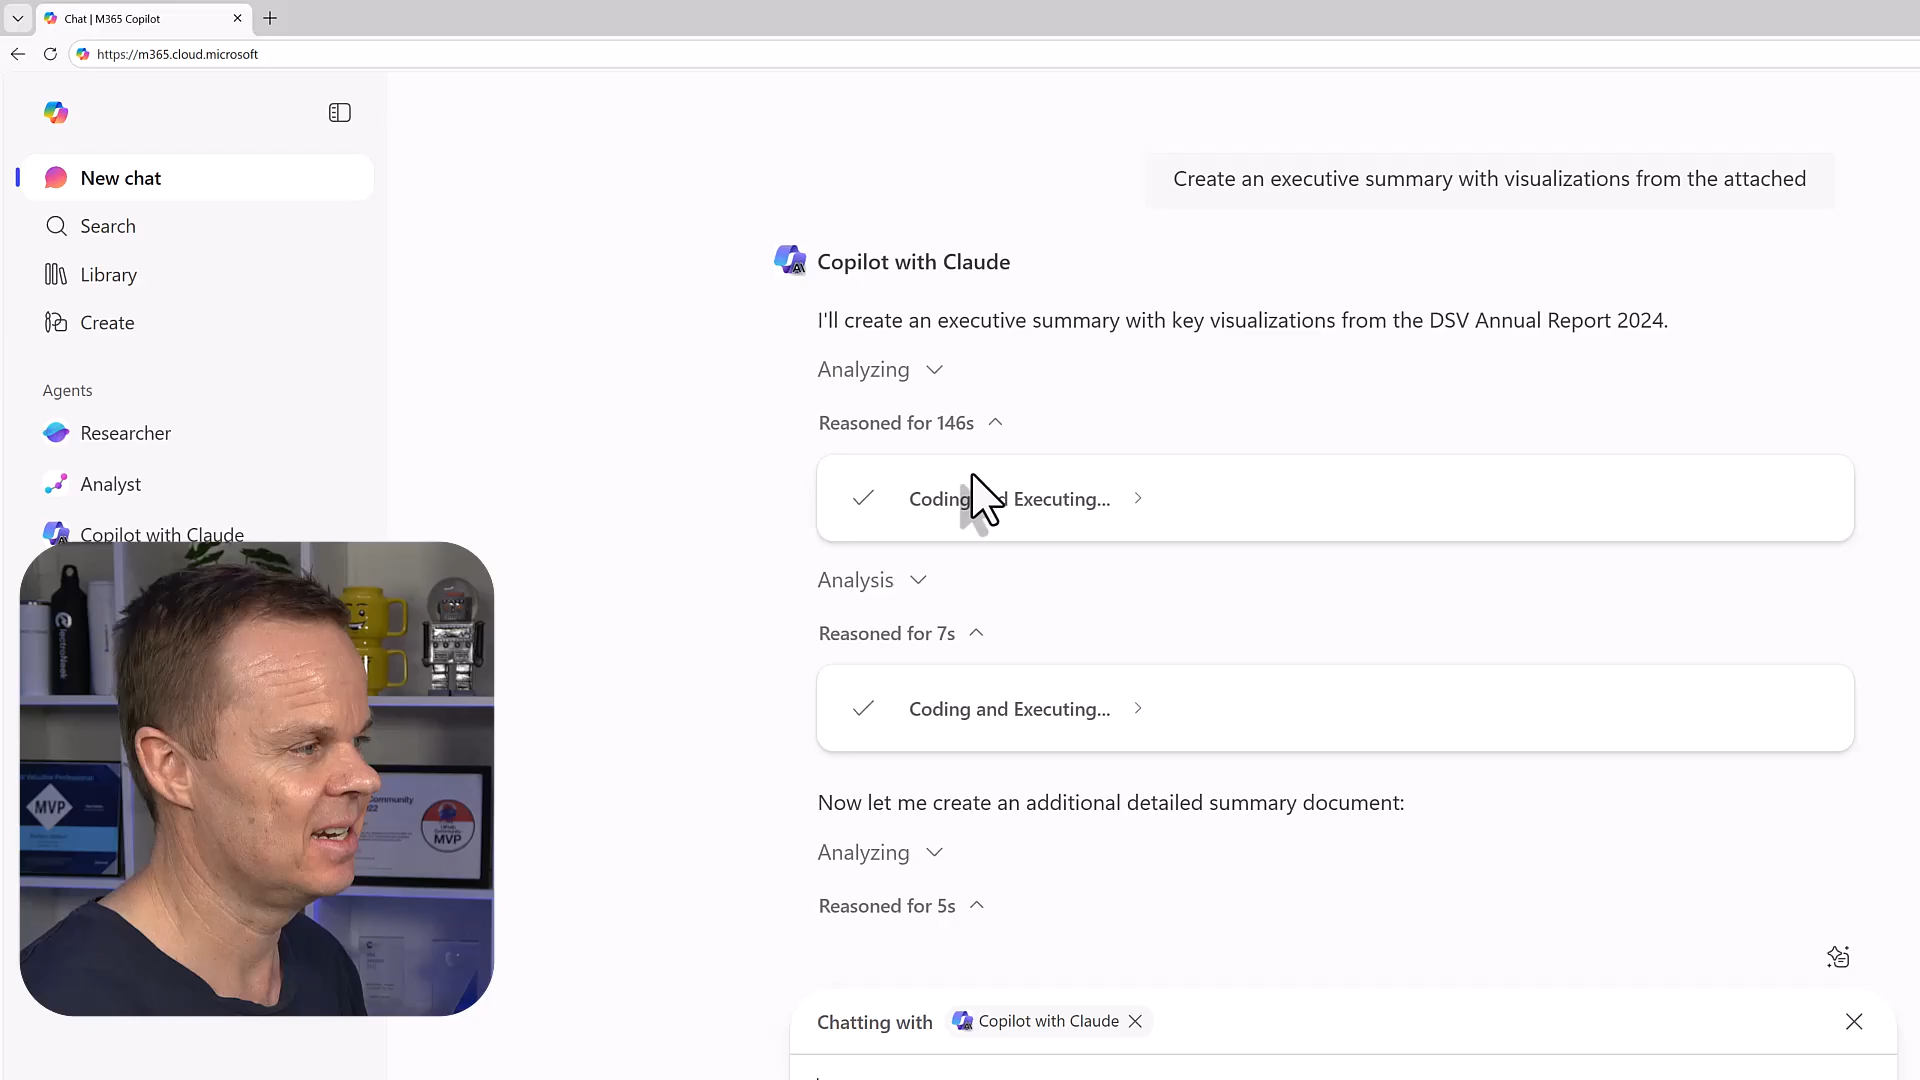 Chat | M365 Copilot
https://m365.cloud.microsoft
New chat
Search
Library
Create
Agents
Researcher
Analyst
Copilot with Claude
Create an executive summary with visualizations from the attached
Copilot with Claude
I'll create an executive summary with key visualizations from the DSV Annual Report 2024.
Analyzing
Reasoned for 146s
Coding and Executing...
Analysis
Reasoned for 7s
Coding and Executing...
Now let me create an additional detailed summary document:
Analyzing
Reasoned for 5s
Chatting with Copilot with Claude
MVP
Community
MVP